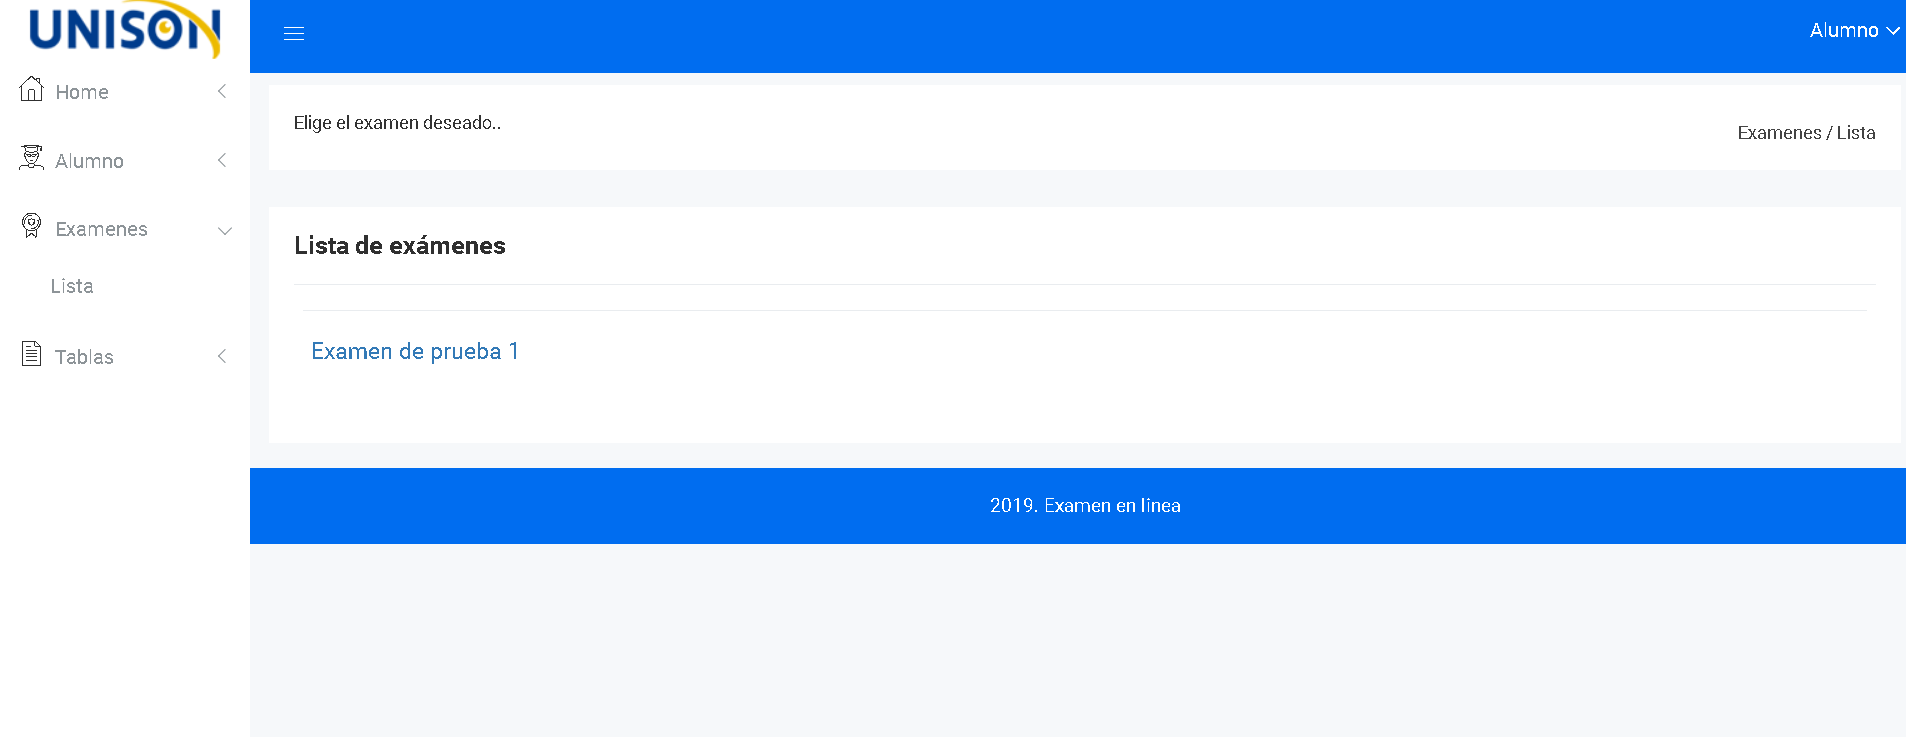 UNISON
Home
Alumno
Examenes
Lista
Tablas
Alumno
Elige el examen deseado..
Examenes / Lista
Lista de exámenes
Examen de prueba 1
2019. Examen en linea